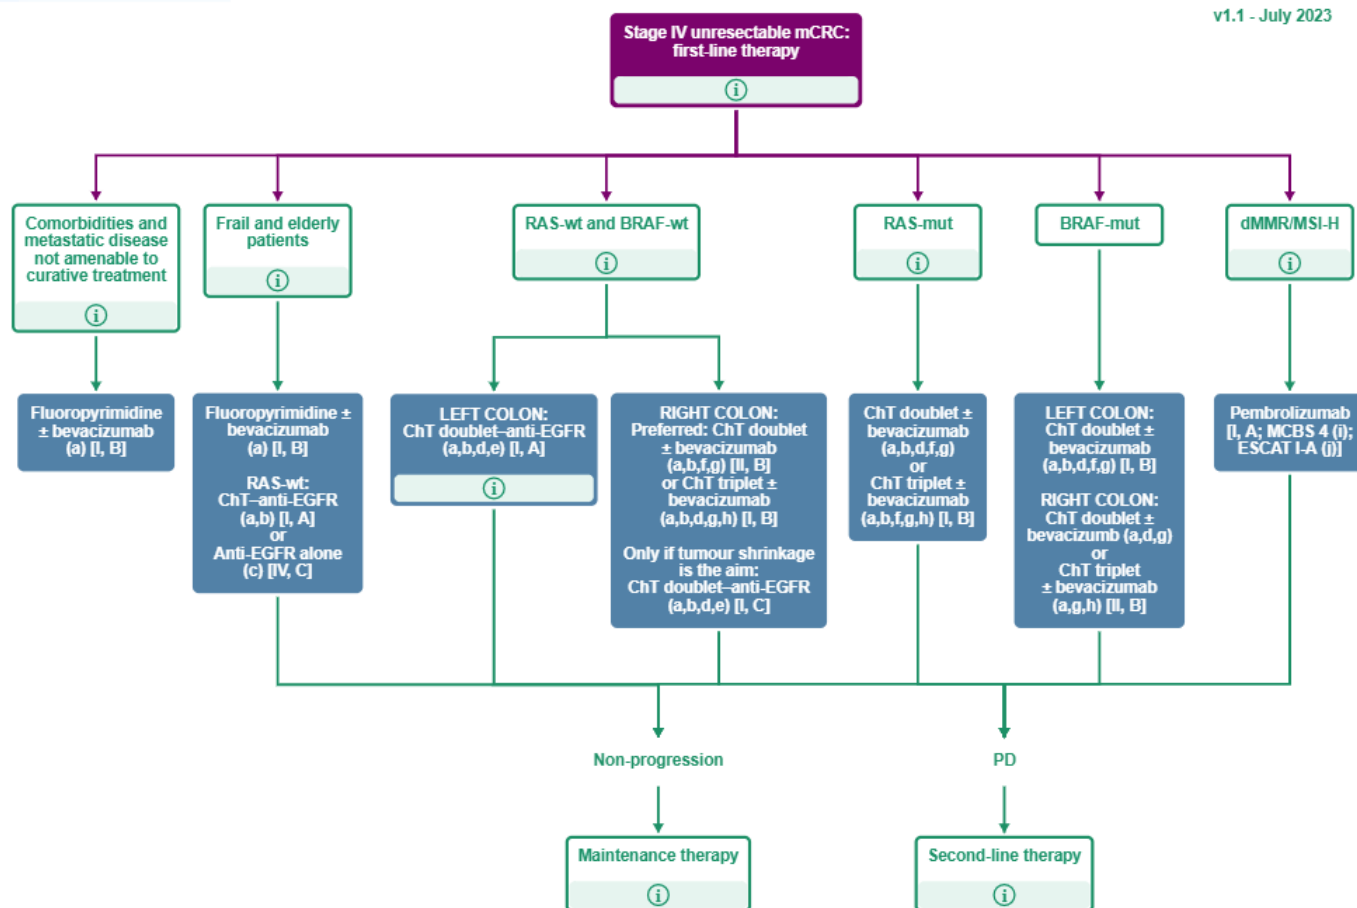 v1.1 - July 2023
Stage IV unresectable mCRC:
first-line therapy
i
Comorbidities and
metastatic disease
not amenable to
curative treatment
i
Frail and elderly
patients
i
RAS-wt and BRAF-wt
i
RAS-mut
i
BRAF-mut
dMMR/MSI-H
i
Fluoropyrimidine
± bevacizumab
(a) [I, B]
Fluoropyrimidine ±
bevacizumab
(a) [I, B]
RAS-wt:
ChT–anti-EGFR
(a,b) [I, A]
or
Anti-EGFR alone
(c) [IV, C]
LEFT COLON:
ChT doublet–anti-EGFR
(a,b,d,e) [I, A]
i
RIGHT COLON:
Preferred: ChT doublet
± bevacizumab
(a,b,f,g) [II, B]
or ChT triplet ±
bevacizumab
(a,b,d,g,h) [I, B]
Only if tumour shrinkage
is the aim:
ChT doublet–anti-EGFR
(a,b,d,e) [I, C]
ChT doublet ±
bevacizumab
(a,b,d,f,g)
or
ChT triplet ±
bevacizumab
(a,b,f,g,h) [I, B]
LEFT COLON:
ChT doublet ±
bevacizumab
(a,b,d,f,g) [I, B]
RIGHT COLON:
ChT doublet ±
bevacizumb (a,d,g)
or
ChT triplet
± bevacizumab
(a,g,h) [II, B]
Pembrolizumab
[I, A; MCBS 4 (i);
ESCAT I-A (j)]
Non-progression
PD
Maintenance therapy
i
Second-line therapy
i